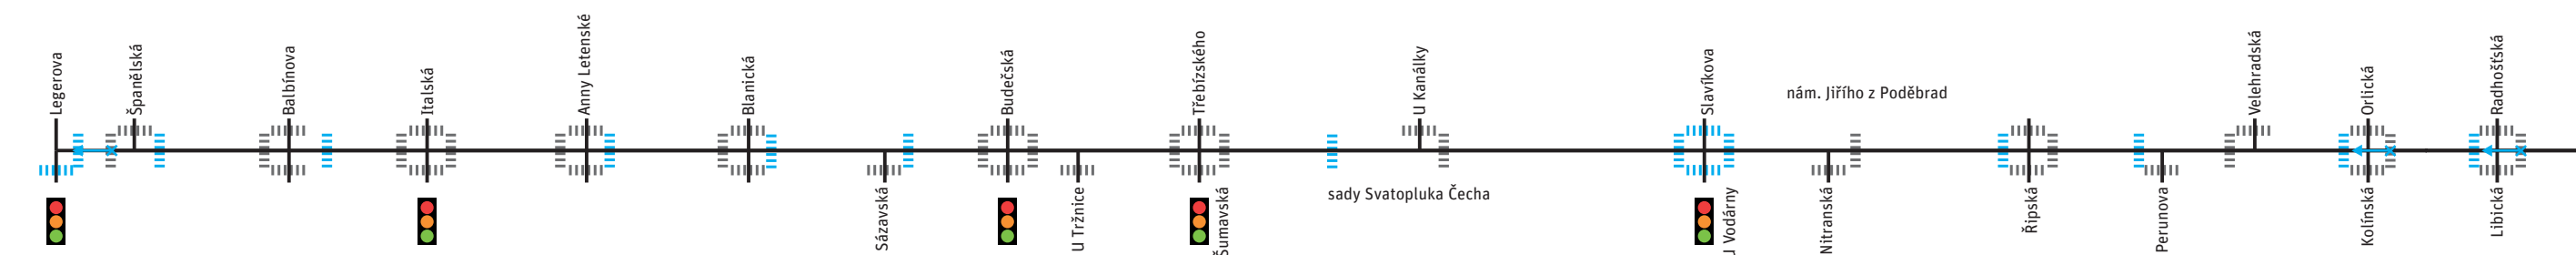 Legerova
Španělská
Balbínova
Italská
Anny Letenské
Blanická
Sázavská
Budečská
U Tržnice
Třebízského
Šumavská
U Kanálky
sady Svatopluka Čecha
Slavíkova
U Vodárny
nám. Jiřího z Poděbrad
Nitranská
Řipská
Perunova
Velehradská
Orlická
Kolínská
Radhošťská
Libická